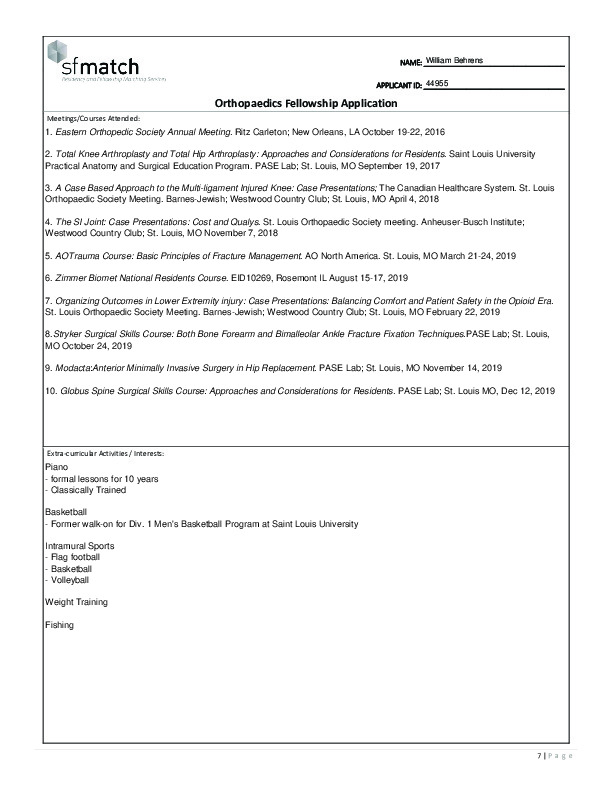 sfmatch
Residency and Fellowship Matching Services
NAME: William Behrens
APPLICANT ID: 44955
Orthopaedics Fellowship Application
Meetings/Courses Attended:
1. Eastern Orthopedic Society Annual Meeting. Ritz Carleton; New Orleans, LA October 19-22, 2016
2. Total Knee Arthroplasty and Total Hip Arthroplasty: Approaches and Considerations for Residents. Saint Louis University
Practical Anatomy and Surgical Education Program. PASE Lab; St. Louis, MO September 19, 2017
3. A Case Based Approach to the Multi-ligament Injured Knee: Case Presentations; The Canadian Healthcare System. St. Louis
Orthopaedic Society Meeting. Barnes-Jewish; Westwood Country Club; St. Louis, MO April 4, 2018
4. The SI Joint: Case Presentations: Cost and Qualys. St. Louis Orthopaedic Society meeting. Anheuser-Busch Institute;
Westwood Country Club; St. Louis, MO November 7, 2018
5. AOTrauma Course: Basic Principles of Fracture Management. AO North America. St. Louis, MO March 21-24, 2019
6. Zimmer Biomet National Residents Course. EID10269, Rosemont IL August 15-17, 2019
7. Organizing Outcomes in Lower Extremity injury: Case Presentations: Balancing Comfort and Patient Safety in the Opioid Era.
St. Louis Orthopaedic Society Meeting. Barnes-Jewish; Westwood Country Club; St. Louis, MO February 22, 2019
8.Stryker Surgical Skills Course: Both Bone Forearm and Bimalleolar Ankle Fracture Fixation Techniques.PASE Lab; St. Louis,
MO October 24, 2019
9. Modacta:Anterior Minimally Invasive Surgery in Hip Replacement. PASE Lab; St. Louis, MO November 14, 2019
10. Globus Spine Surgical Skills Course: Approaches and Considerations for Residents. PASE Lab; St. Louis MO, Dec 12, 2019
Extra-curricular Activities / Interests:
Piano
- formal lessons for 10 years
- Classically Trained
Basketball
- Former walk-on for Div. 1 Men's Basketball Program at Saint Louis University
Intramural Sports
- Flag football
- Basketball
- Volleyball
Weight Training
Fishing
7 | Page